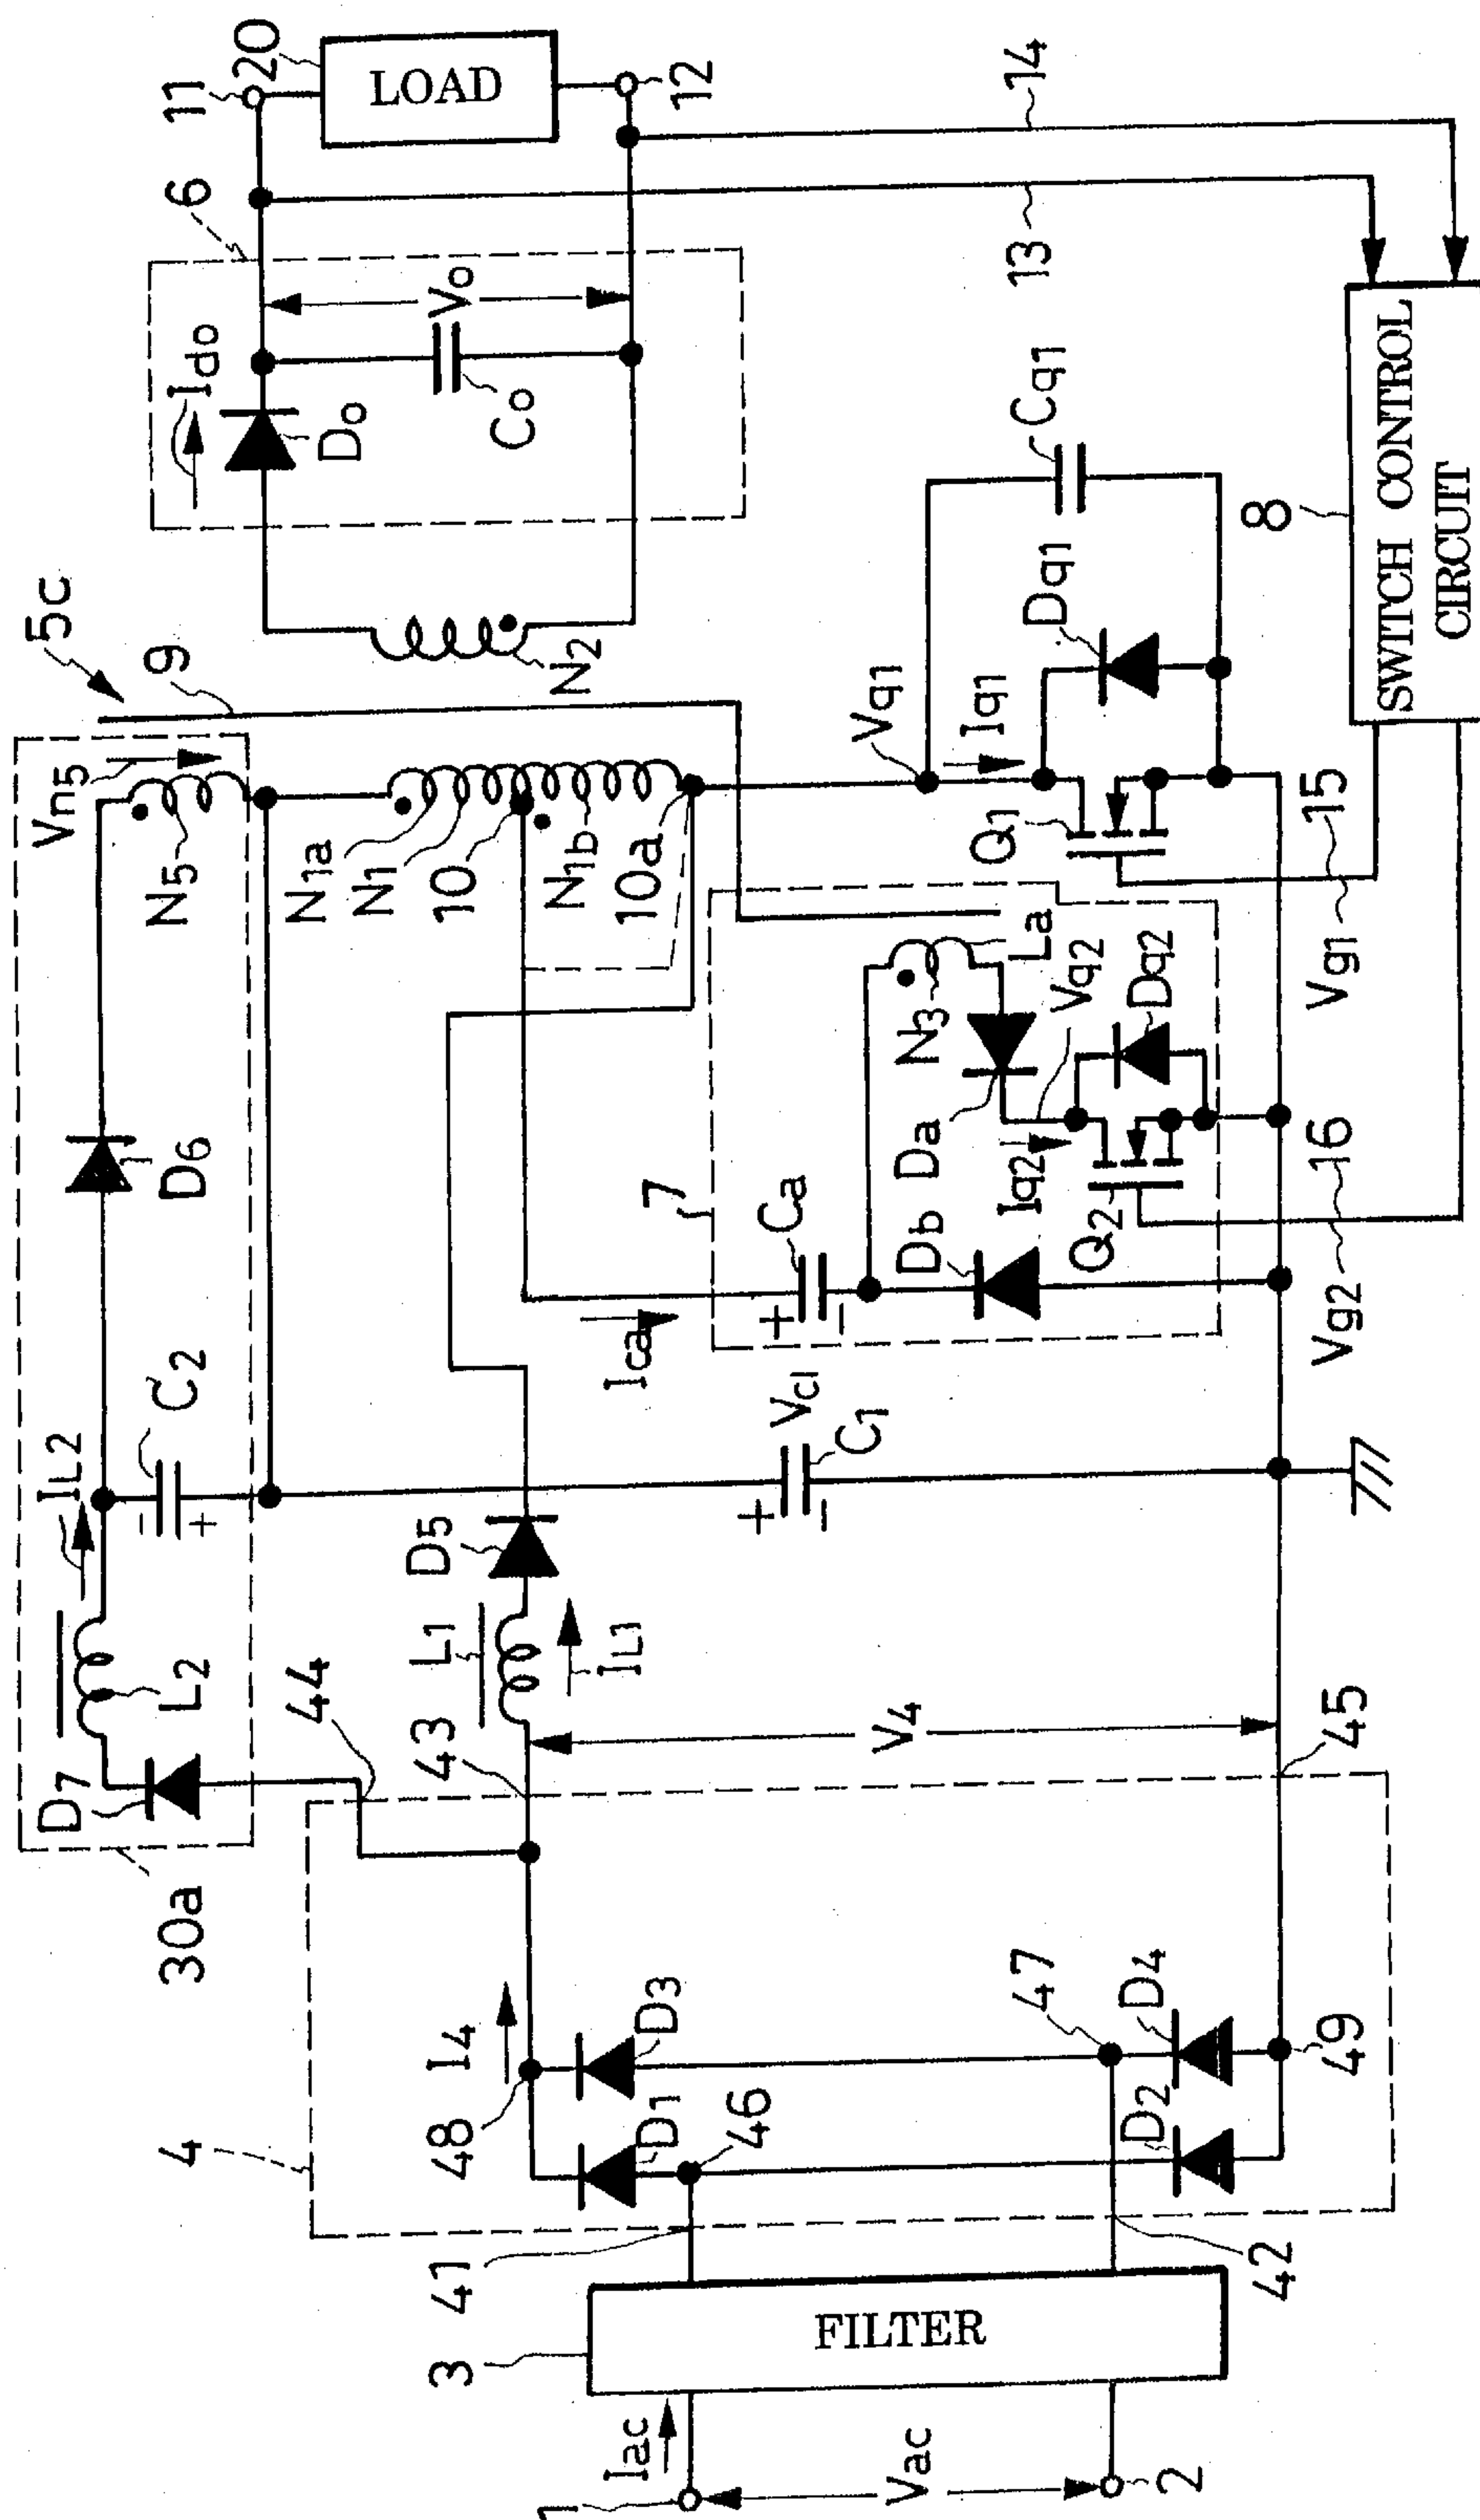 5c
30a
D7
L2
IL2
C2
D6
Vn5
N5
9
44
6
Ido
Do
Vo
Co
11
20
LOAD
12
N2
N1a
N1
10
N1b
10a
4
48
I4
43
L1
IL1
D5
D1
D3
46
47
D2
D4
49
42
41
3
FILTER
1
Iac
Vac
2
V4
45
+
Vc1
C1
Ica
7
Ca
+
Db
Da
N3
La
Iq2
Vq2
Q2
Dq2
Q1
Vq1
Iq1
Dq1
Cq1
13
14
Vg2
16
Vg1
15
8
SWITCH CONTROL
CIRCUIT